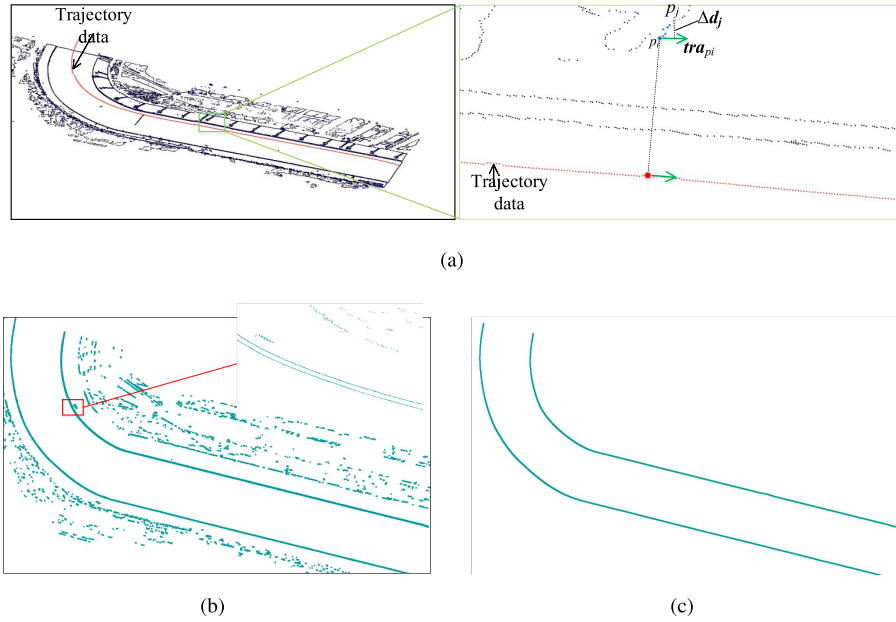 Trajectory
data
p_j
Δd_j
p_i
tra_pi
Trajectory
data
(a)
(b)
(c)